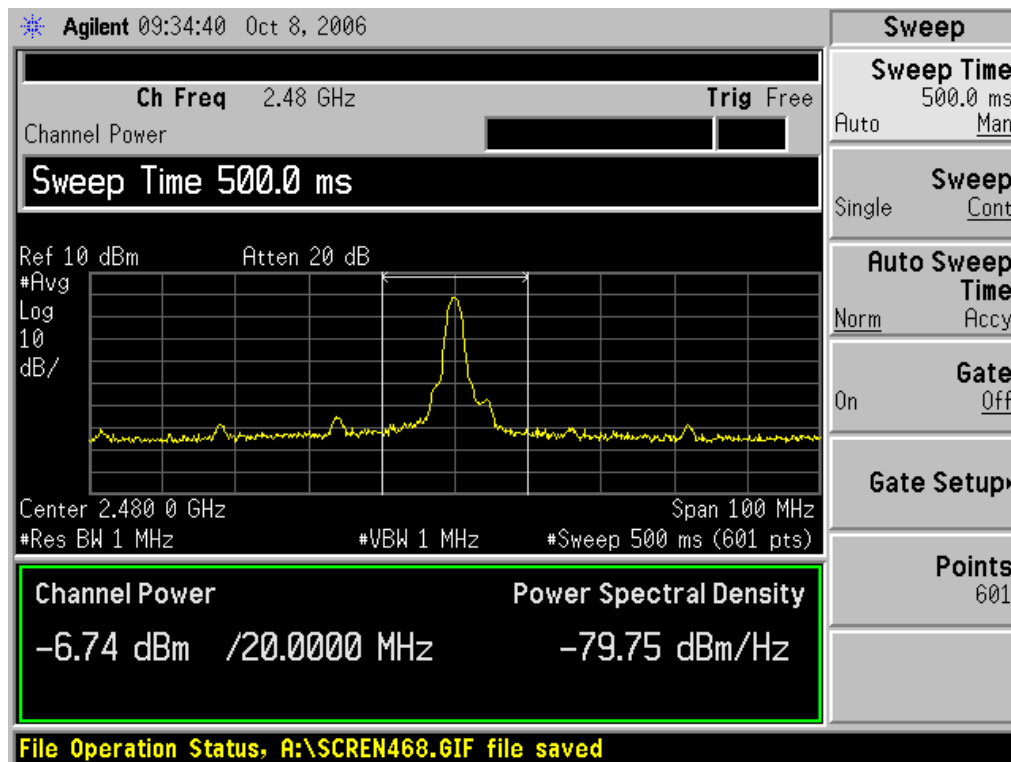 Agilent 09:34:40 Oct 8, 2006
Ch Freq 2.48 GHz Trig Free
Channel Power
Sweep Time 500.0 ms
Ref 10 dBm Atten 20 dB
#Avg
Log
10
dB/
Center 2.480 0 GHz Span 100 MHz
#Res BW 1 MHz #VBW 1 MHz #Sweep 500 ms (601 pts)
Channel Power Power Spectral Density
-6.74 dBm /20.0000 MHz -79.75 dBm/Hz
File Operation Status, A:\SCREN468.GIF file saved
Sweep
Sweep Time
500.0 ms
Auto Man
Sweep
Single Cont
Auto Sweep
Time
Norm Accy
Gate
On Off
Gate Setup
Points
601